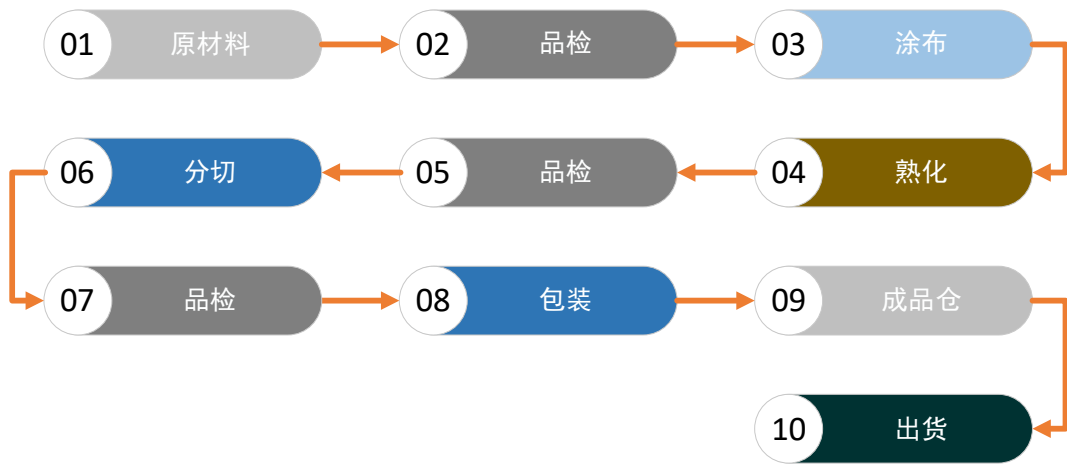 01 原材料
02 品检
03 涂布
04 熟化
05 品检
06 分切
07 品检
08 包装
09 成品仓
10 出货